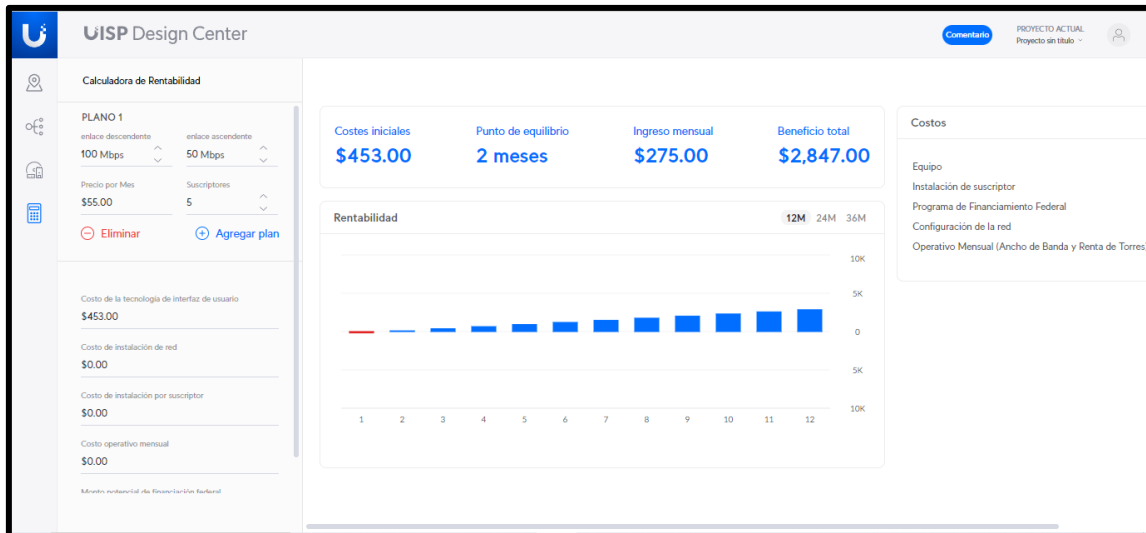 UISP Design Center
Comentario
PROYECTO ACTUAL
Proyecto sin título
Calculadora de Rentabilidad
PLANO 1
enlace descendente enlace ascendente
100 Mbps 50 Mbps
Precio por Mes Suscriptores
$55.00 5
Eliminar Agregar plan
Costo de la tecnología de interfaz de usuario
$453.00
Costo de instalación de red
$0.00
Costo de instalación por suscriptor
$0.00
Costo operativo mensual
$0.00
Monto potencial de financiación federal
Costes iniciales Punto de equilibrio Ingreso mensual Beneficio total
$453.00 2 meses $275.00 $2,847.00
Rentabilidad 12M 24M 36M
10K
5K
0
5K
10K
1 2 3 4 5 6 7 8 9 10 11 12
Costos
Equipo
Instalación de suscriptor
Programa de Financiamiento Federal
Configuración de la red
Operativo Mensual (Ancho de Banda y Renta de Torres)